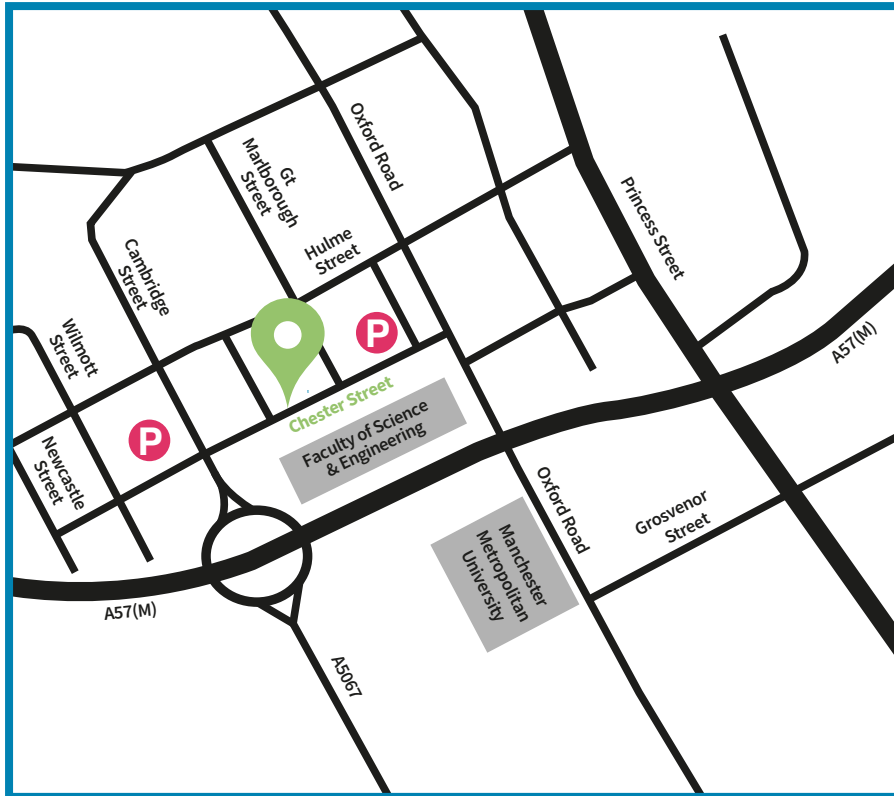 Oxford Road
Gt
Marlborough
Street
Hulme
Street
Princess Street
Cambridge
Street
Wilmott
Street
P
A57(M)
Chester Street
Faculty of Science
& Engineering
P
Newcastle
Street
Oxford Road
Grosvenor
Street
Manchester
Metropolitan
University
A57(M)
A5067